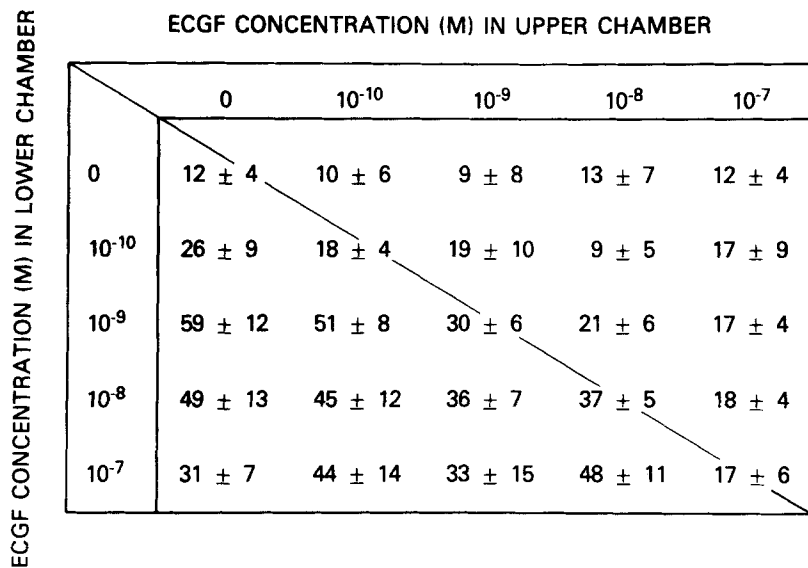 ECGF CONCENTRATION (M) IN UPPER CHAMBER
ECGF CONCENTRATION (M) IN LOWER CHAMBER
0 10⁻¹⁰ 10⁻⁹ 10⁻⁸ 10⁻⁷
0 12 ± 4 10 ± 6 9 ± 8 13 ± 7 12 ± 4
10⁻¹⁰ 26 ± 9 18 ± 4 19 ± 10 9 ± 5 17 ± 9
10⁻⁹ 59 ± 12 51 ± 8 30 ± 6 21 ± 6 17 ± 4
10⁻⁸ 49 ± 13 45 ± 12 36 ± 7 37 ± 5 18 ± 4
10⁻⁷ 31 ± 7 44 ± 14 33 ± 15 48 ± 11 17 ± 6